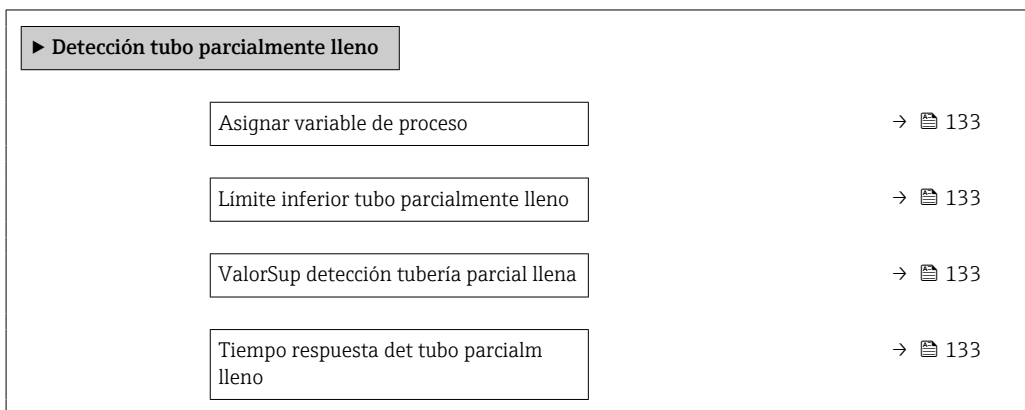 ► Detección tubo parcialmente lleno
Asignar variable de proceso → 133
Límite inferior tubo parcialmente lleno → 133
ValorSup detección tubería parcial llena → 133
Tiempo respuesta det tubo parcialm → 133
lleno